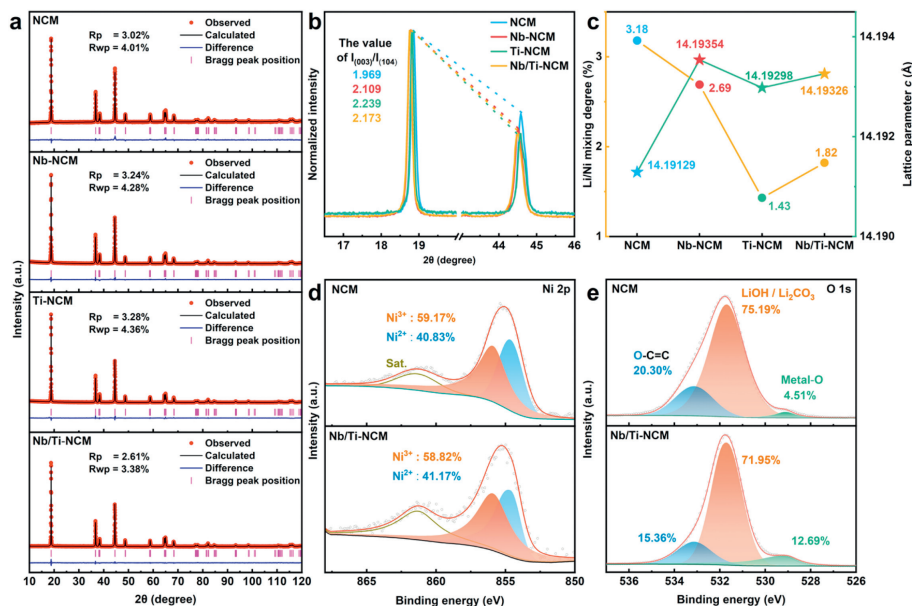 a
NCM
Observed
Calculated
Difference
Bragg peak position
Rp = 3.02%
Rwp = 4.01%
Nb-NCM
Observed
Calculated
Difference
Bragg peak position
Rp = 3.24%
Rwp = 4.28%
Ti-NCM
Observed
Calculated
Difference
Bragg peak position
Rp = 3.28%
Rwp = 4.36%
Nb/Ti-NCM
Observed
Calculated
Difference
Bragg peak position
Rp = 2.61%
Rwp = 3.38%
Intensity (a.u.)
10 20 30 40 50 60 70 80 90 100 110 120
2θ (degree)
b
NCM
Nb-NCM
Ti-NCM
Nb/Ti-NCM
The value
of
I(003)/I(104)
1.969
2.109
2.239
2.173
Normalized intensity
17 18 19 44 45 46
2θ (degree)
c
3.18
14.19354
14.19298
14.19326
2.69
14.19129
1.82
1.43
Li/Ni mixing degree (%)
3
2
1
Lattice parameter c (Å)
14.194
14.192
14.190
NCM Nb-NCM Ti-NCM Nb/Ti-NCM
d
NCM
Ni 2p
Ni³⁺ : 59.17%
Ni²⁺ : 40.83%
Sat.
Nb/Ti-NCM
Ni³⁺ : 58.82%
Ni²⁺ : 41.17%
Intensity (a.u.)
865 860 855 850
Binding energy (eV)
e
NCM
O 1s
LiOH / Li₂CO₃
75.19%
O-C=C
20.30%
Metal-O
4.51%
Nb/Ti-NCM
71.95%
15.36%
12.69%
Intensity (a.u.)
536 534 532 530 528 526
Binding energy (eV)